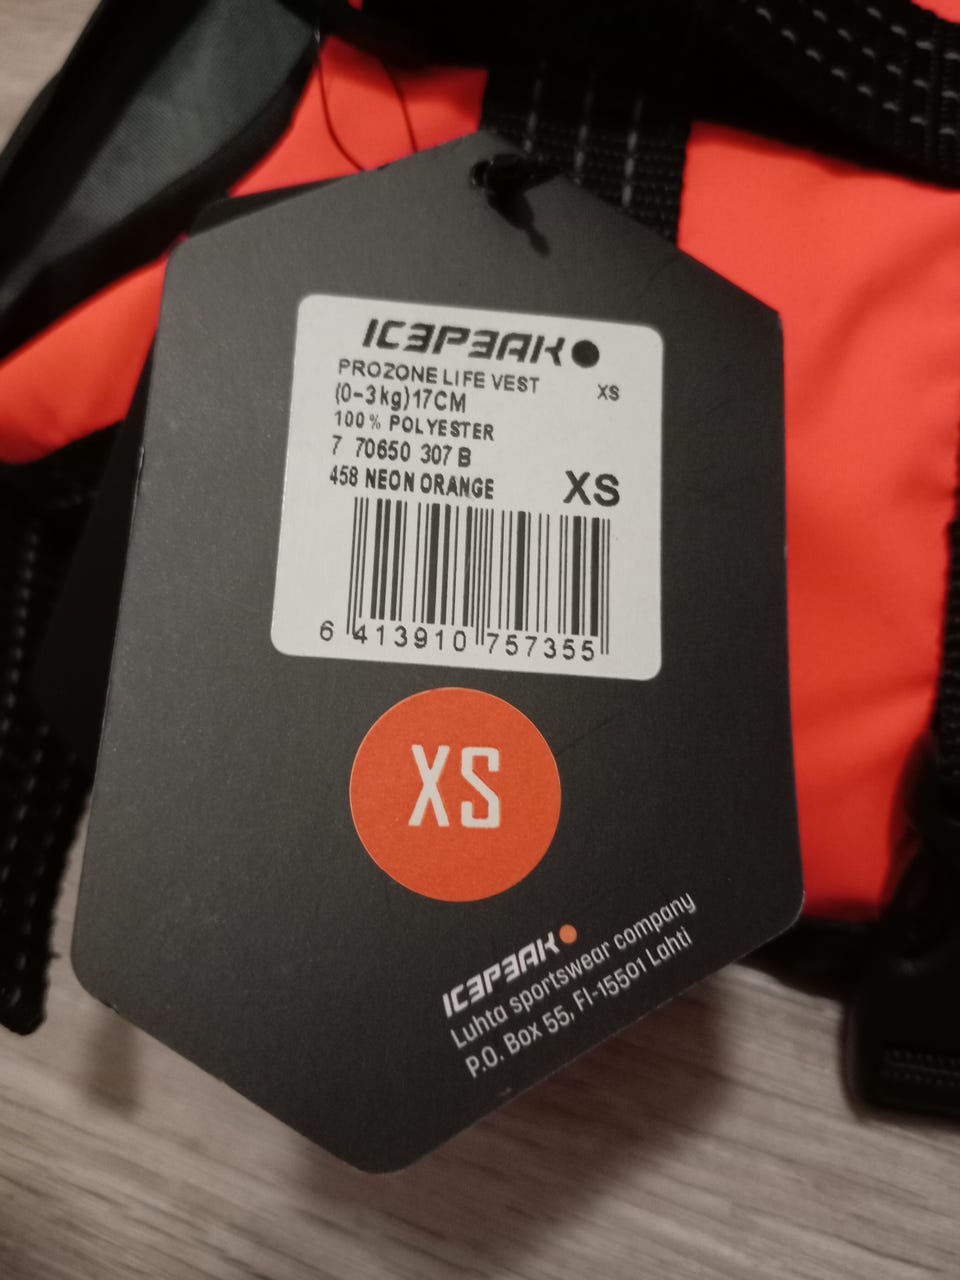 ICEPEAK
PROZONE LIFE VEST XS
(0-3kg)17CM
100% POLYESTER
7 70650 307 B
458 NEON ORANGE XS
6 413910 757355
XS
ICEPEAK
Luhta sportswear company
P.O. Box 55, FI-15501 Lahti